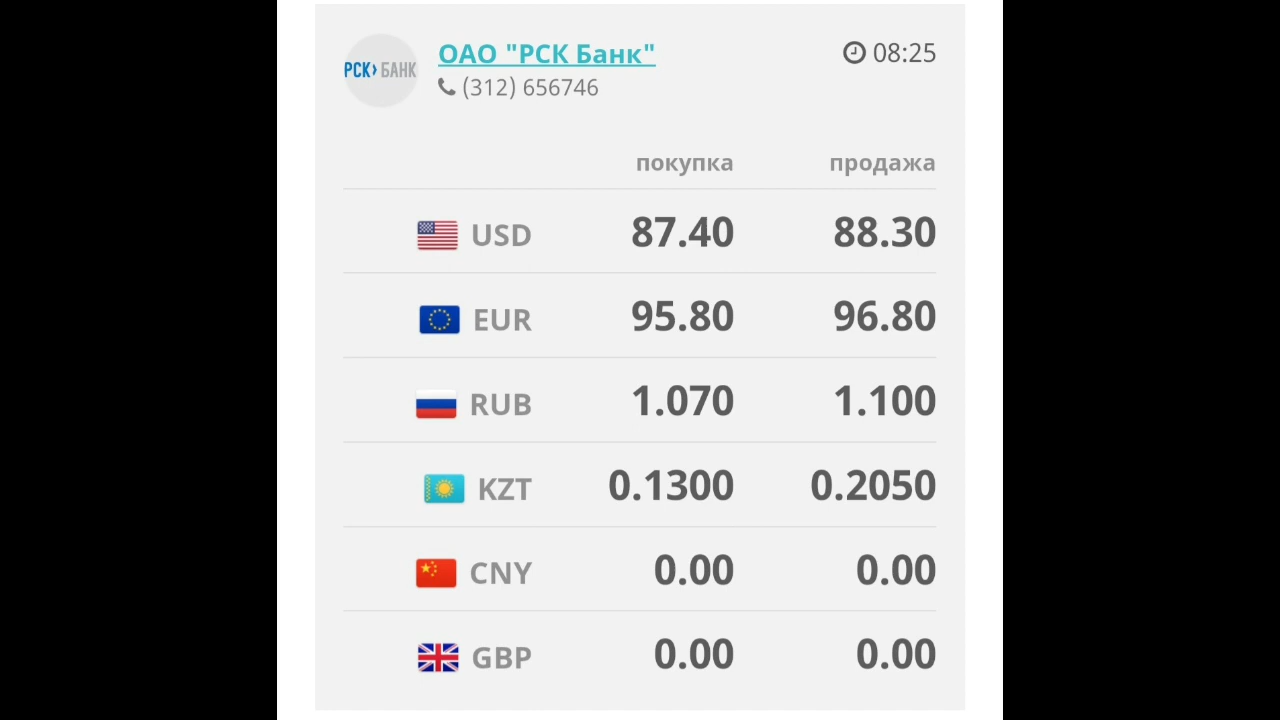 РСК БАНК
ОАО "РСК Банк"
08:25
(312) 656746
покупка продажа
USD 87.40 88.30
EUR 95.80 96.80
RUB 1.070 1.100
KZT 0.1300 0.2050
CNY 0.00 0.00
GBP 0.00 0.00